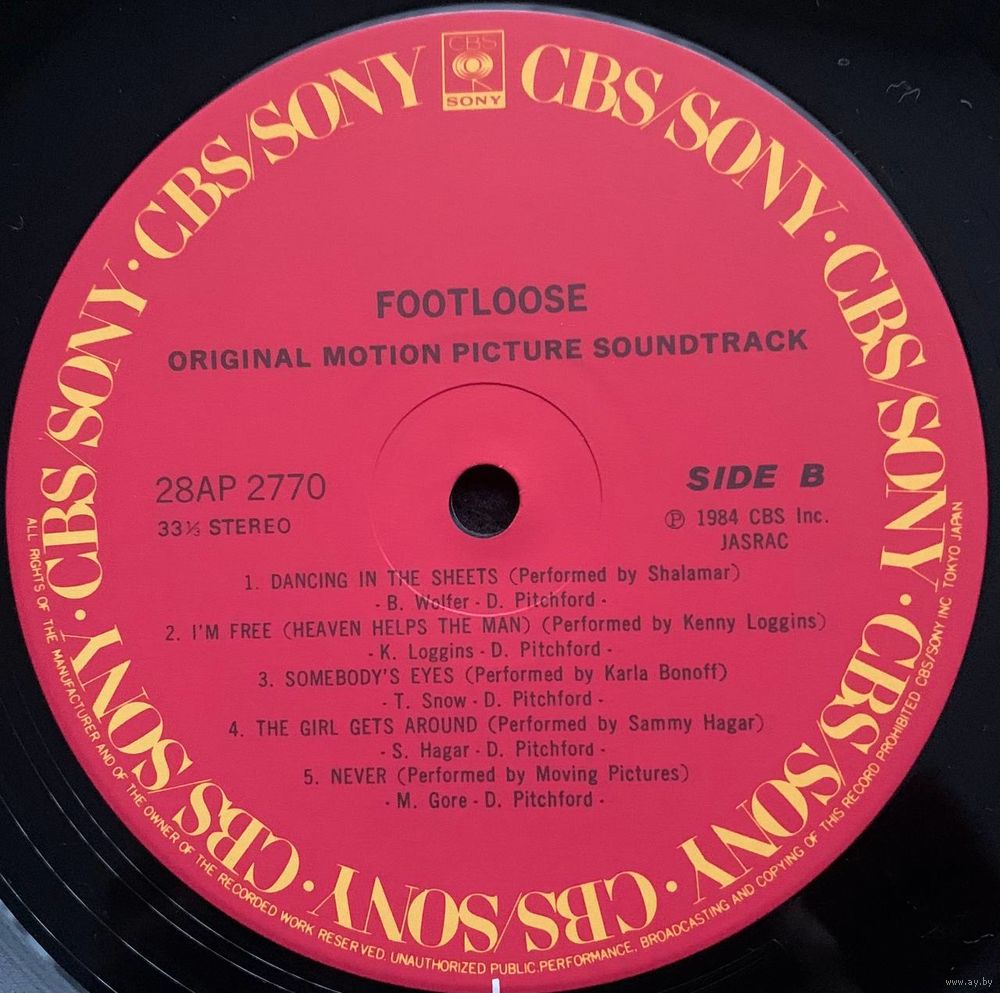 CBS
SONY
CBS/SONY · CBS/SONY · CBS/SONY · CBS/SONY · CBS/SONY · CBS/SONY · CBS/SONY · CBS/SONY
FOOTLOOSE
ORIGINAL MOTION PICTURE SOUNDTRACK
28AP 2770
33⅓ STEREO
SIDE B
Ⓟ 1984 CBS Inc.
JASRAC
1. DANCING IN THE SHEETS (Performed by Shalamar)
- B. Wolfer - D. Pitchford -
2. I'M FREE (HEAVEN HELPS THE MAN) (Performed by Kenny Loggins)
- K. Loggins - D. Pitchford -
3. SOMEBODY'S EYES (Performed by Karla Bonoff)
- T. Snow - D. Pitchford -
4. THE GIRL GETS AROUND (Performed by Sammy Hagar)
- S. Hagar - D. Pitchford -
5. NEVER (Performed by Moving Pictures)
- M. Gore - D. Pitchford -
ALL RIGHTS OF THE MANUFACTURER AND OF THE OWNER OF THE RECORDED WORK RESERVED. UNAUTHORIZED PUBLIC.PERFORMANCE. BROADCASTING AND COPYING OF THIS RECORD PROHIBITED CBS/SONY INC TOKYO JAPAN
www.ay.by